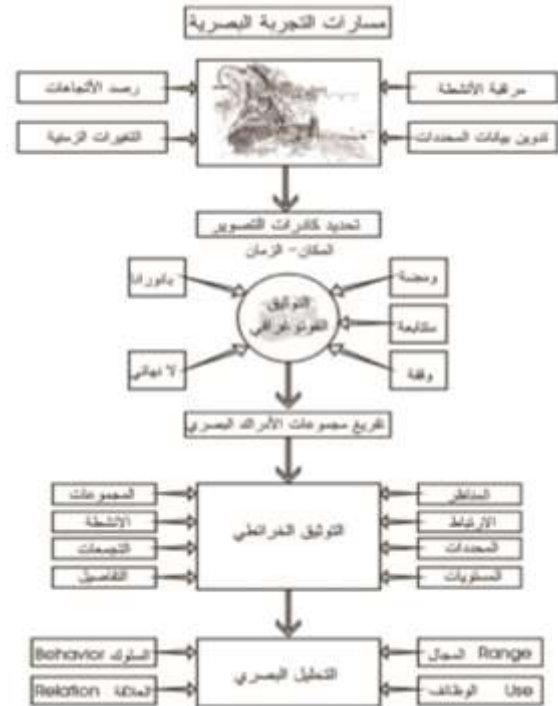 مسارات التجربة البصرية
مراقبة الأنشطة
رصد الأتجاهات
تدوين بيانات المحددات
التغيرات الزمنية
تحديد كادرات التصوير
المكان- الزمان
ومضة
بانوراما
التوثيق
الفوتوغرافي
متتابعة
وقفة
لا نهائي
تفريغ مجموعات الأدراك البصري
المناظر
المجموعات
الارتباط
الانشطة
التوثيق الخرائطي
المحددات
التجمعات
المستويات
التفاصيل
المجال Range
السلوك Behavior
التحليل البصري
الوظائف Use
العلاقة Relation